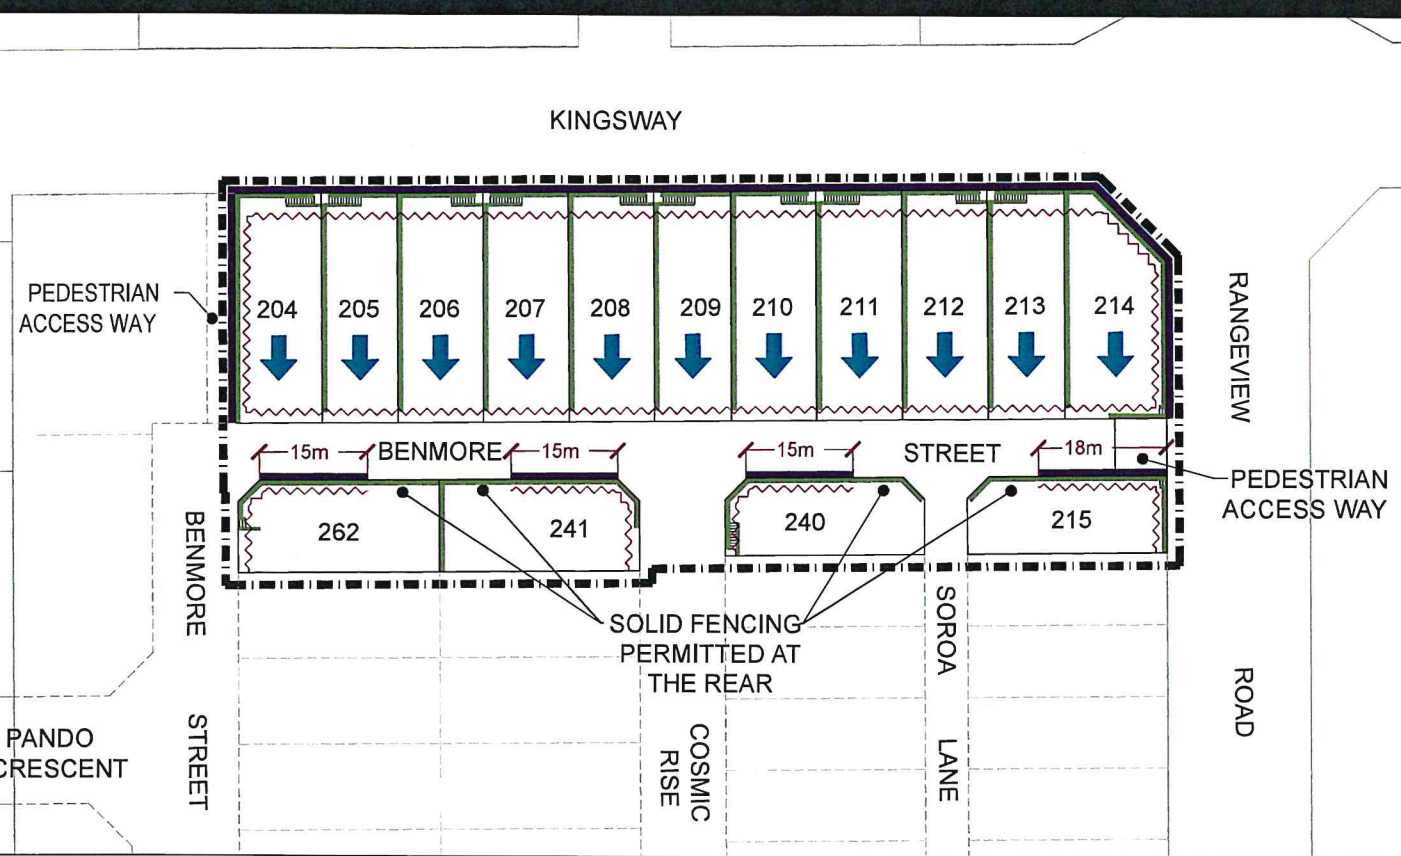 KINGSWAY
PEDESTRIAN
ACCESS WAY
204
205
206
207
208
209
210
211
212
213
214
RANGEVIEW
15m
BENMORE
15m
15m
STREET
18m
PEDESTRIAN
ACCESS WAY
262
241
240
215
BENMORE
SOLID FENCING
PERMITTED AT
THE REAR
SOROA
ROAD
PANDO
CRESCENT
STREET
COSMIC
RISE
LANE